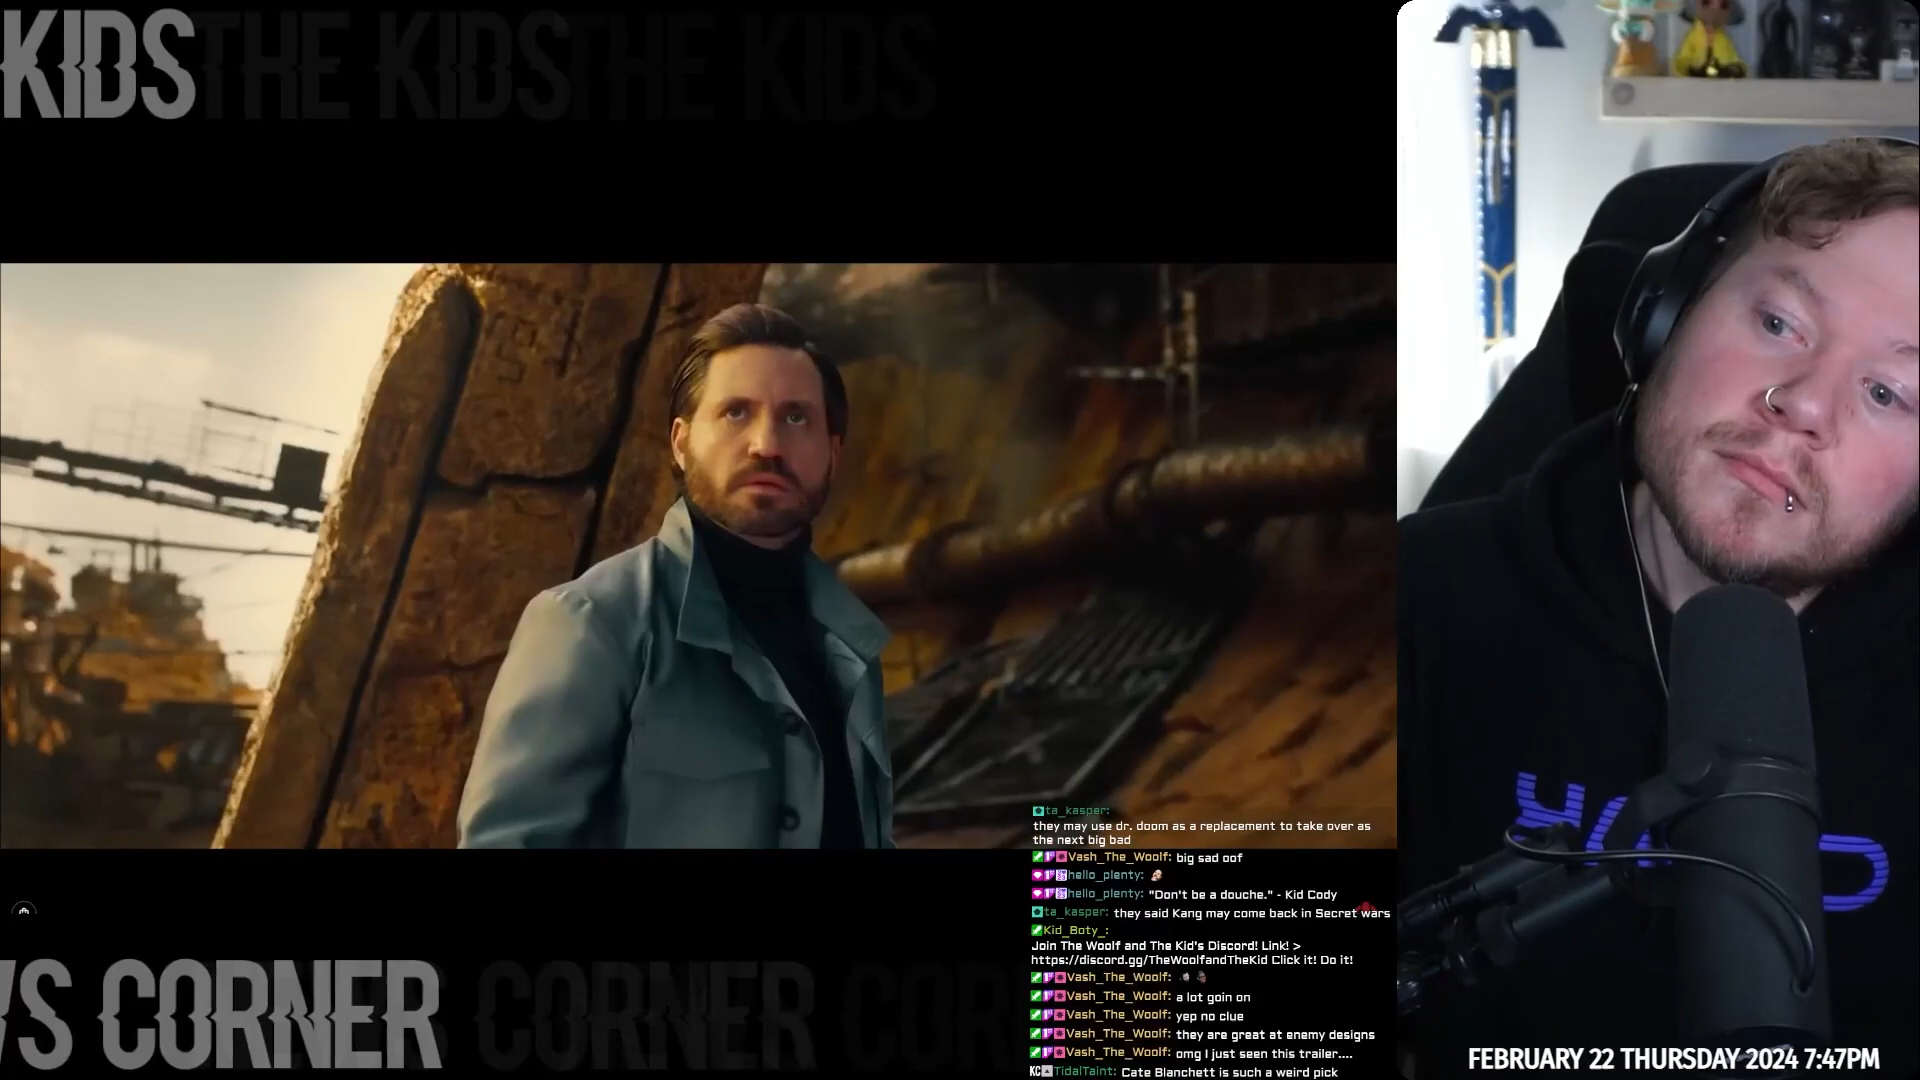 KIDS THE KIDS THE KIDS
ta_kasper:
they may use dr. doom as a replacement to take over as
the next big bad
Vash_The_Woolf: big sad oof
hello_plenty:
hello_plenty: "Don't be a douche." - Kid Cody
ta_kasper: they said Kang may come back in Secret wars
Kid_Boty_:
Join The Woolf and The Kid's Discord! Link! >
https://discord.gg/TheWoolfandTheKid Click it! Do it!
Vash_The_Woolf:
Vash_The_Woolf: a lot goin on
Vash_The_Woolf: yep no clue
Vash_The_Woolf: they are great at enemy designs
Vash_The_Woolf: omg I just seen this trailer....
KC TidalTaint: Cate Blanchett is such a weird pick
WS CORNER CORNER COR
FEBRUARY 22 THURSDAY 2024 7:47PM